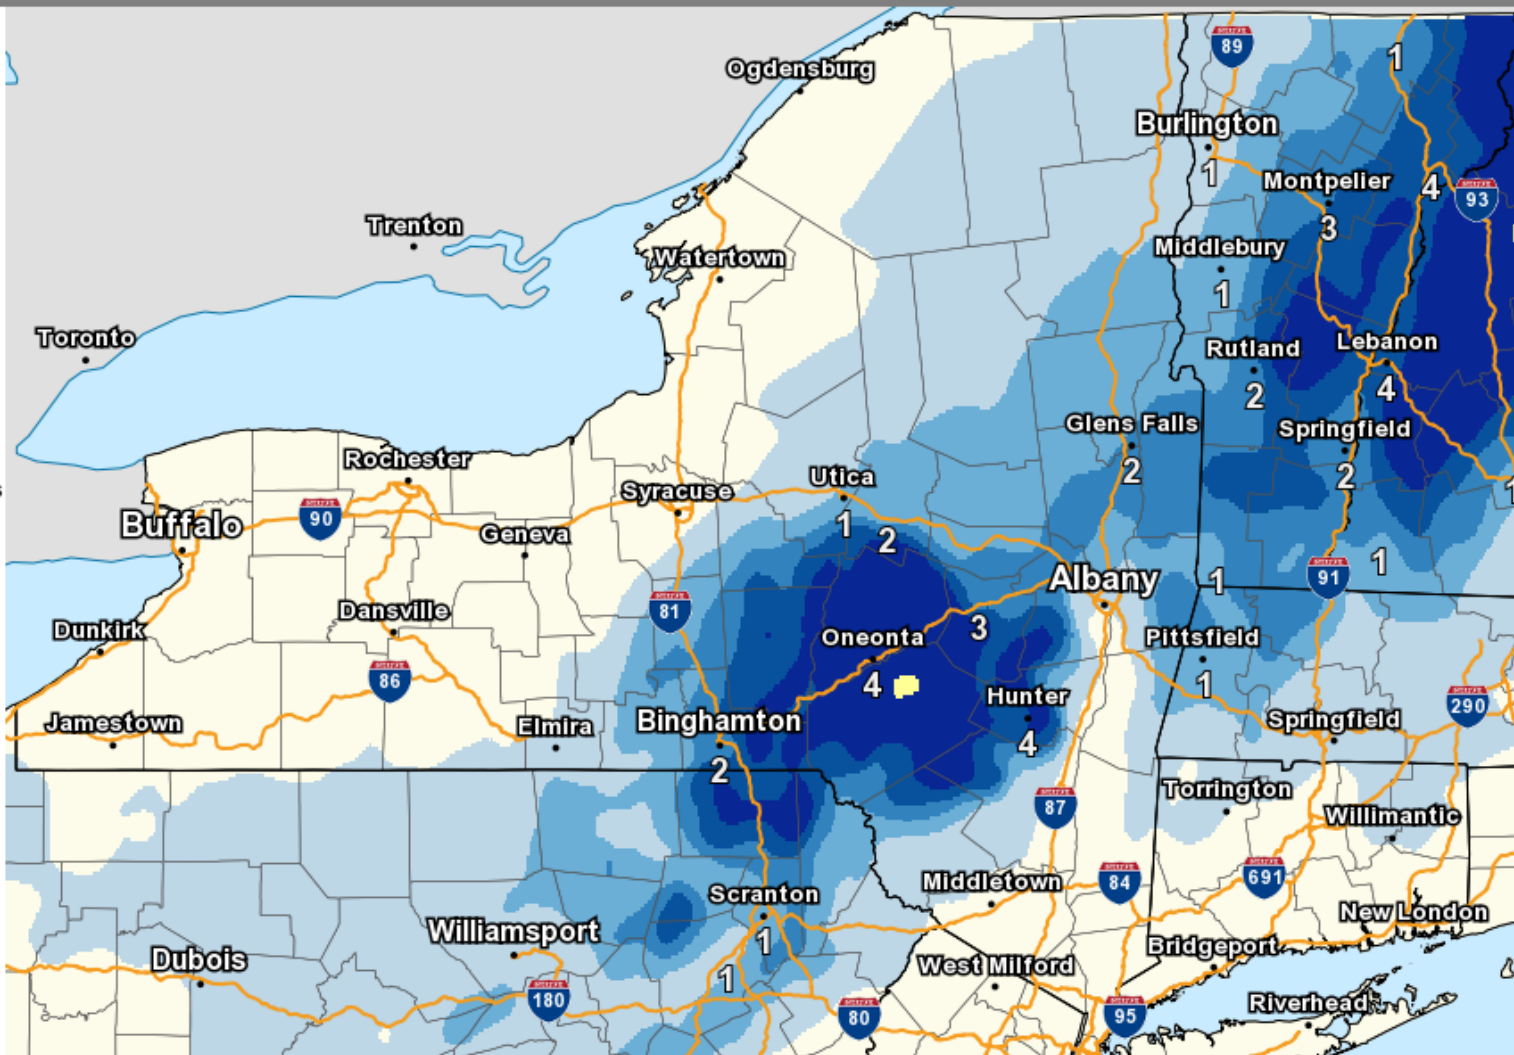 89
1
Ogdensburg
Burlington
1
Montpelier
4
93
Trenton
3
Watertown
Middlebury
1
Toronto
Rutland
Lebanon
2
4
Glens Falls
Springfield
Rochester
2
2
Utica
Syracuse
90
Buffalo
1
Geneva
2
1
Albany
1
91
81
Dansville
Dunkirk
3
Oneonta
Pittsfield
86
4
1
Hunter
290
Jamestown
Elmira
Binghamton
Springfield
4
2
Torrington
87
Willimantic
Middletown
84
691
Scranton
New London
Williamsport
1
Bridgeport
Dubois
West Milford
1
180
80
95
Riverhead